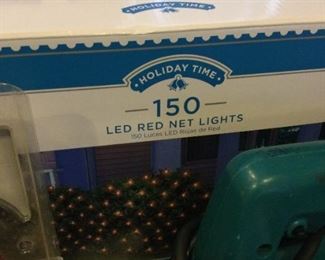 HOLIDAY TIME
HOLIDAY TIME
150
LED RED NET LIGHTS
150 Luces LED Rojas de Red